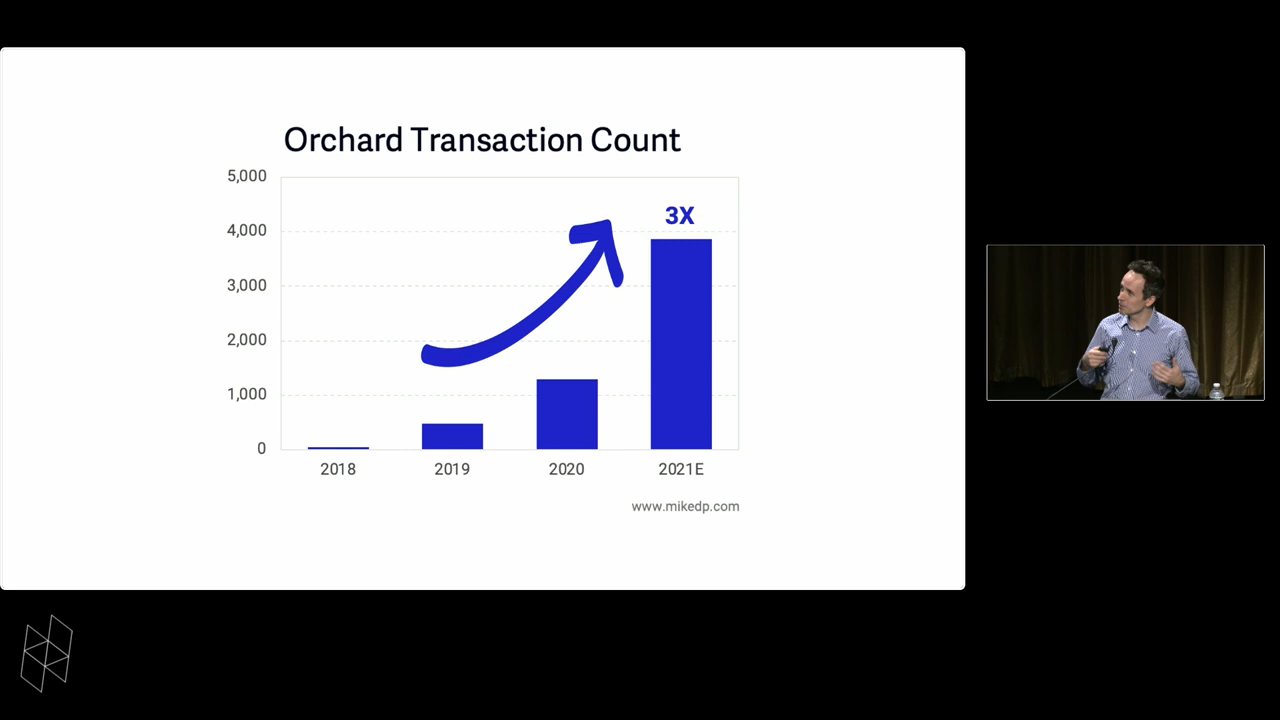 Orchard Transaction Count
5,000
4,000
3,000
2,000
1,000
0
3X
2018
2019
2020
2021E
www.mikedp.com